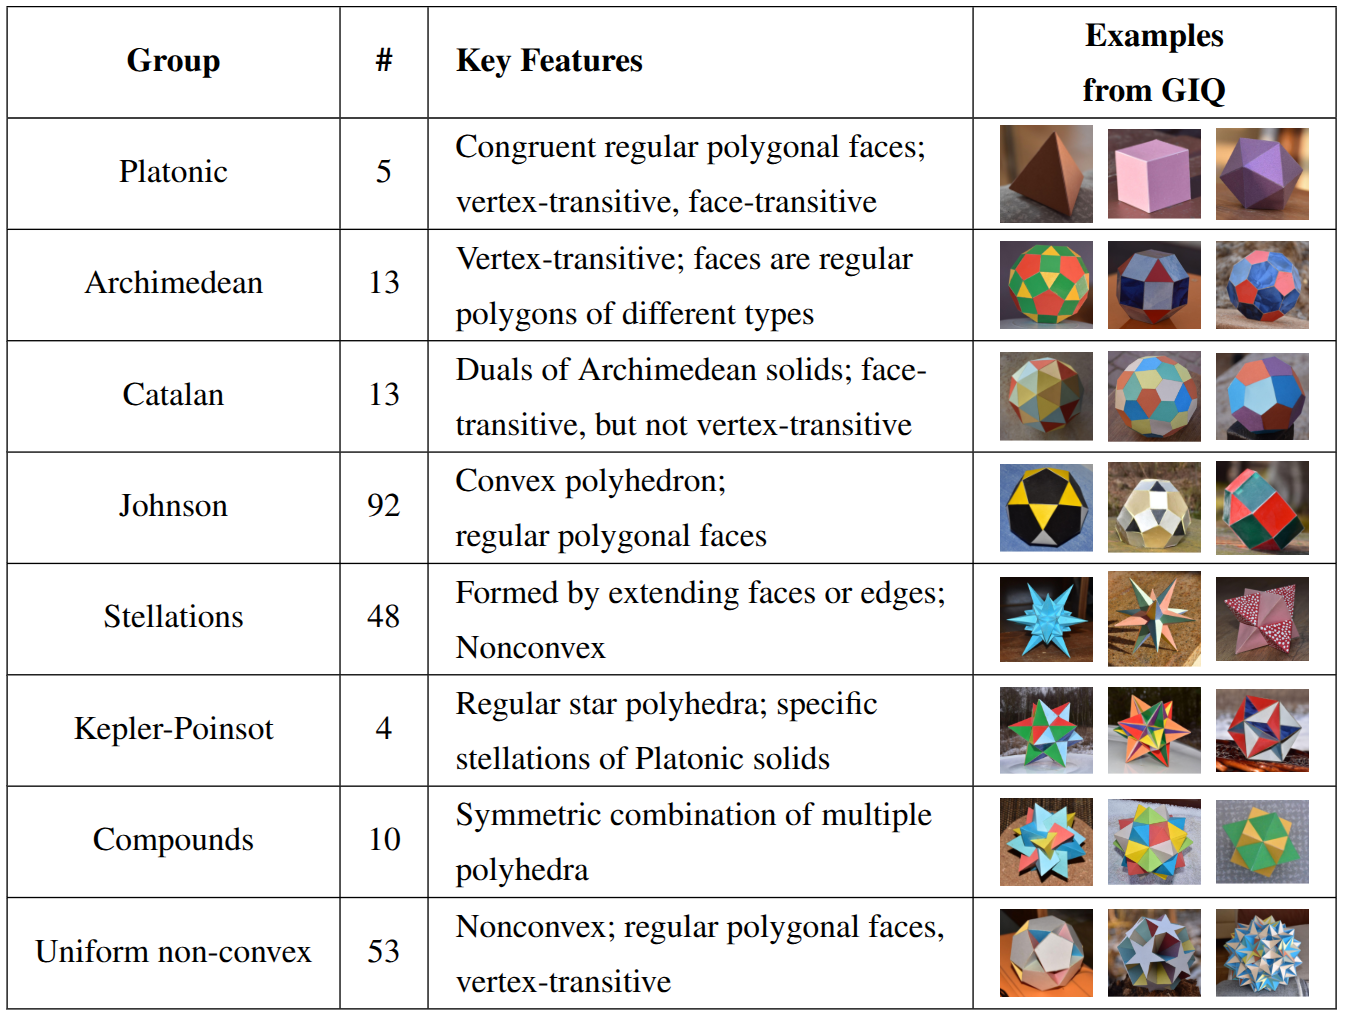 Group # Key Features Examples
from GIQ
Platonic 5 Congruent regular polygonal faces;
vertex-transitive, face-transitive
Archimedean 13 Vertex-transitive; faces are regular
polygons of different types
Catalan 13 Duals of Archimedean solids; face-
transitive, but not vertex-transitive
Johnson 92 Convex polyhedron;
regular polygonal faces
Stellations 48 Formed by extending faces or edges;
Nonconvex
Kepler-Poinsot 4 Regular star polyhedra; specific
stellations of Platonic solids
Compounds 10 Symmetric combination of multiple
polyhedra
Uniform non-convex 53 Nonconvex; regular polygonal faces,
vertex-transitive